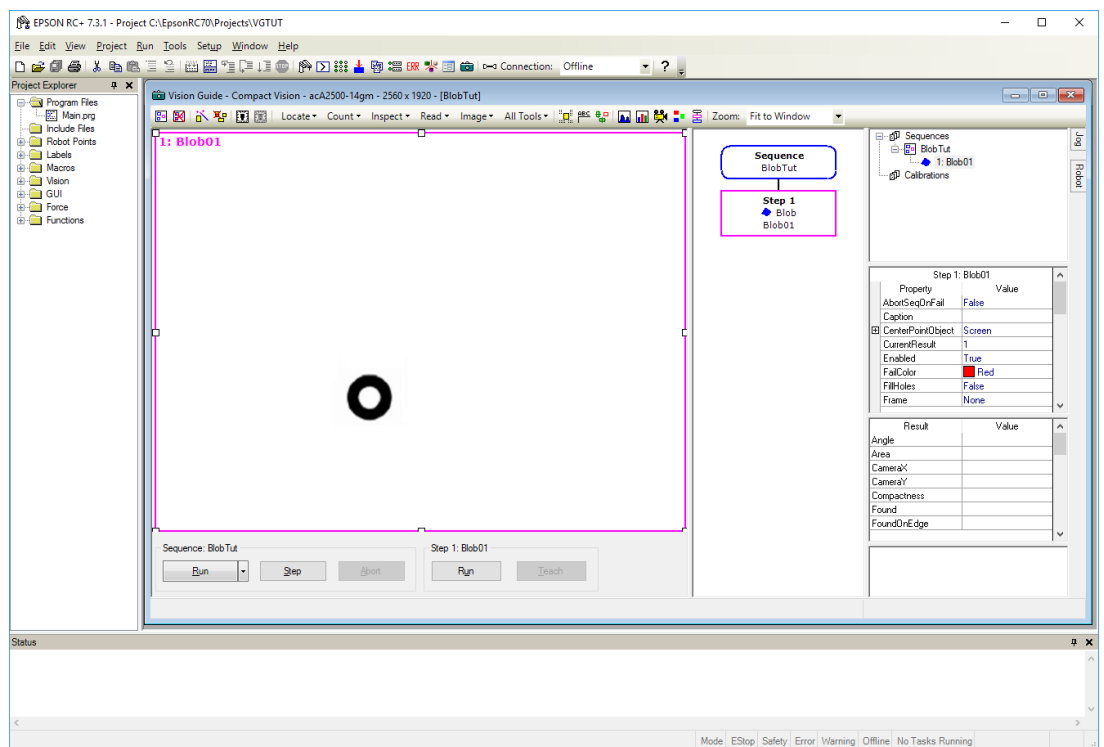 EPSON RC+ 7.3.1 - Project C:\EpsonRC70\Projects\VGTUT
File Edit View Project Run Tools Setup Window Help
ERR Connection: Offline ?
Project Explorer
Program Files
Main.prg
Include Files
Robot Points
Labels
Macros
Vision
GUI
Force
Functions
Vision Guide - Compact Vision - acA2500-14gm - 2560 x 1920 - [BlobTut]
Locate Count Inspect Read Image All Tools ABC Zoom: Fit to Window
1: Blob01
Sequence
BlobTut
Step 1
Blob
Blob01
Sequences
BlobTut
1: Blob01
Calibrations
Jog
Robot
Step 1: Blob01
Property Value
AbortSeqOnFail False
Caption
CenterPointObject Screen
CurrentResult 1
Enabled True
FailColor Red
FillHoles False
Frame None
Result Value
Angle
Area
CameraX
CameraY
Compactness
Found
FoundOnEdge
Sequence: BlobTut
Run Step Abort
Step 1: Blob01
Run Teach
Status
Mode EStop Safety Error Warning Offline No Tasks Running